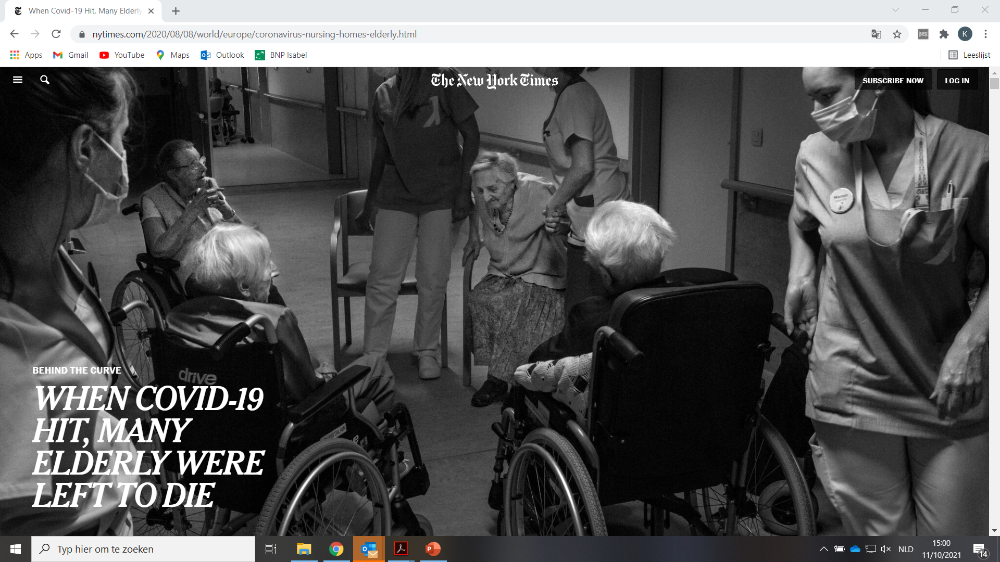 When Covid-19 Hit, Many Elderly
nytimes.com/2020/08/08/world/europe/coronavirus-nursing-homes-elderly.html
K
Apps
Gmail
YouTube
Maps
Outlook
BNP Isabel
Leeslijst
The New York Times
SUBSCRIBE NOW
LOG IN
Manon
drive
BEHIND THE CURVE
WHEN COVID-19
HIT, MANY
ELDERLY WERE
LEFT TO DIE
Typ hier om te zoeken
NLD
15:00
11/10/2021
14